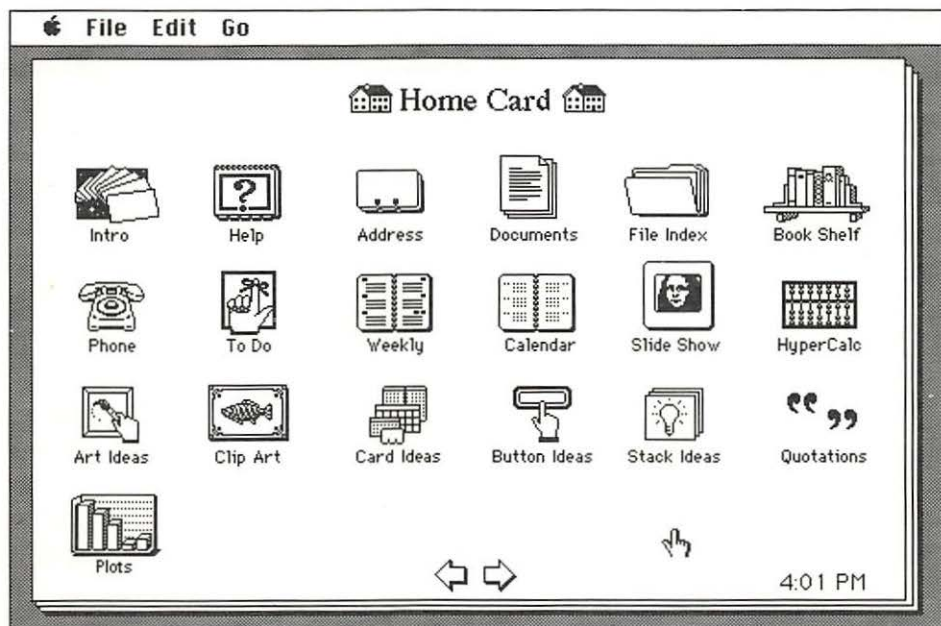 File Edit Go
Home Card
Intro Help Address Documents File Index Book Shelf
Phone To Do Weekly Calendar Slide Show HyperCalc
Art Ideas Clip Art Card Ideas Button Ideas Stack Ideas Quotations
Plots
4:01 PM